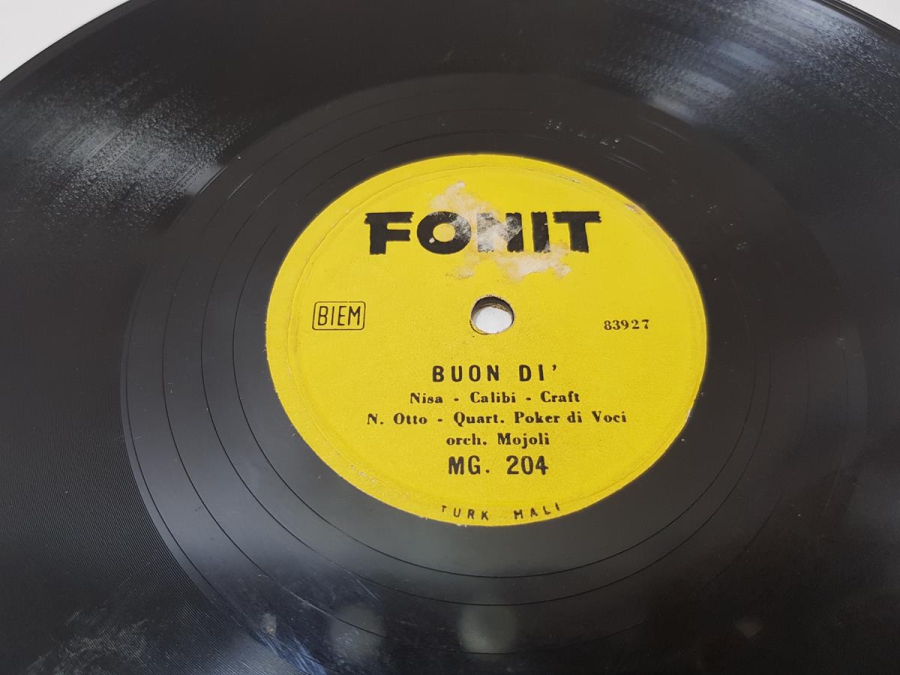 FONIT
BIEM
83927
BUON DI'
Nisa - Calibi - Craft
N. Otto - Quart. Poker di Voci
orch. Mojoli
MG. 204
TURK MALI